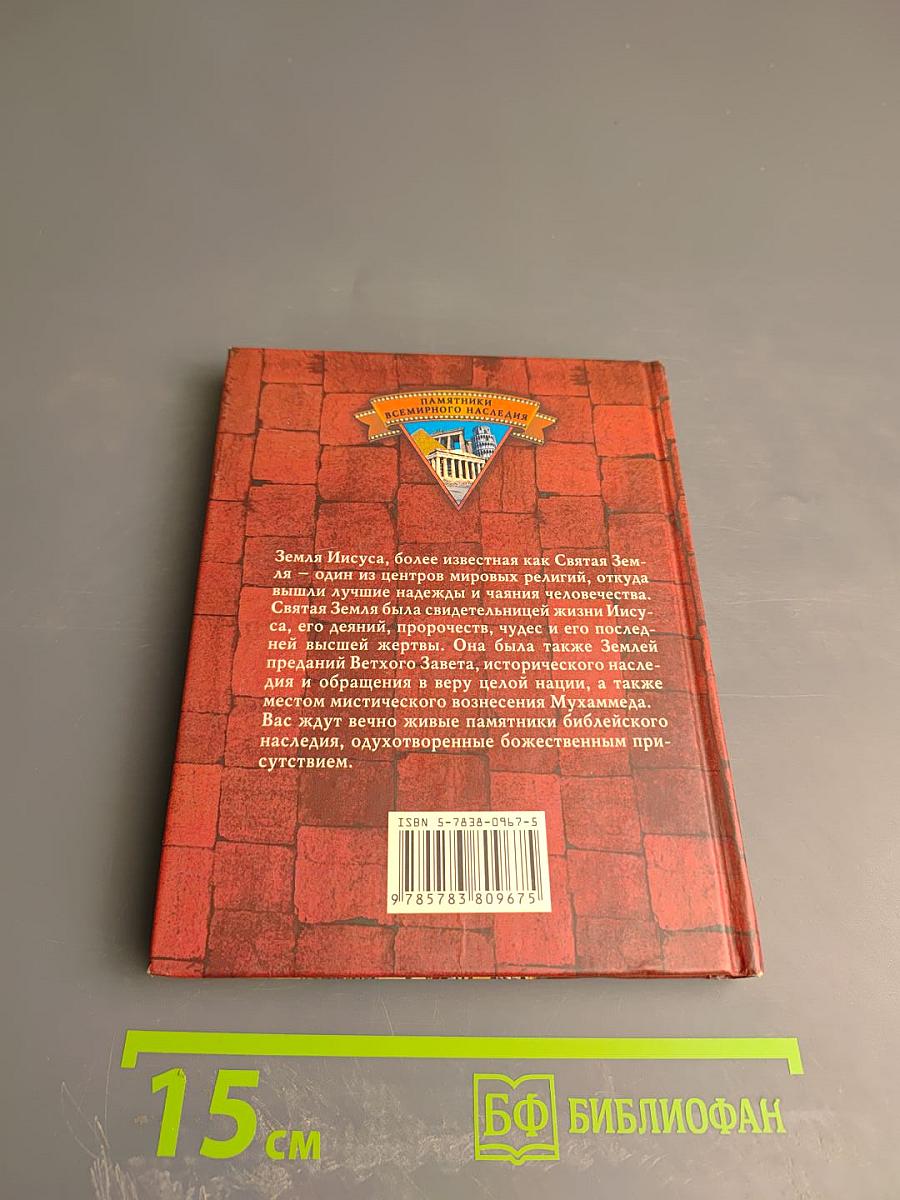 ПАМЯТНИКИ
ВСЕМИРНОГО НАСЛЕДИЯ
Земля Иисуса, более известная как Святая Зем-
ля – один из центров мировых религий, откуда
вышли лучшие надежды и чаяния человечества.
Святая Земля была свидетельницей жизни Иису-
са, его деяний, пророчеств, чудес и его послед-
ней высшей жертвы. Она была также Землей
преданий Ветхого Завета, исторического насле-
дия и обращения в веру целой нации, а также
местом мистического вознесения Мухаммеда.
Вас ждут вечно живые памятники библейского
наследия, одухотворенные божественным при-
сутствием.
ISBN 5-7838-0967-5
9 785783 809675
15 см
БФ БИБЛИОФАН